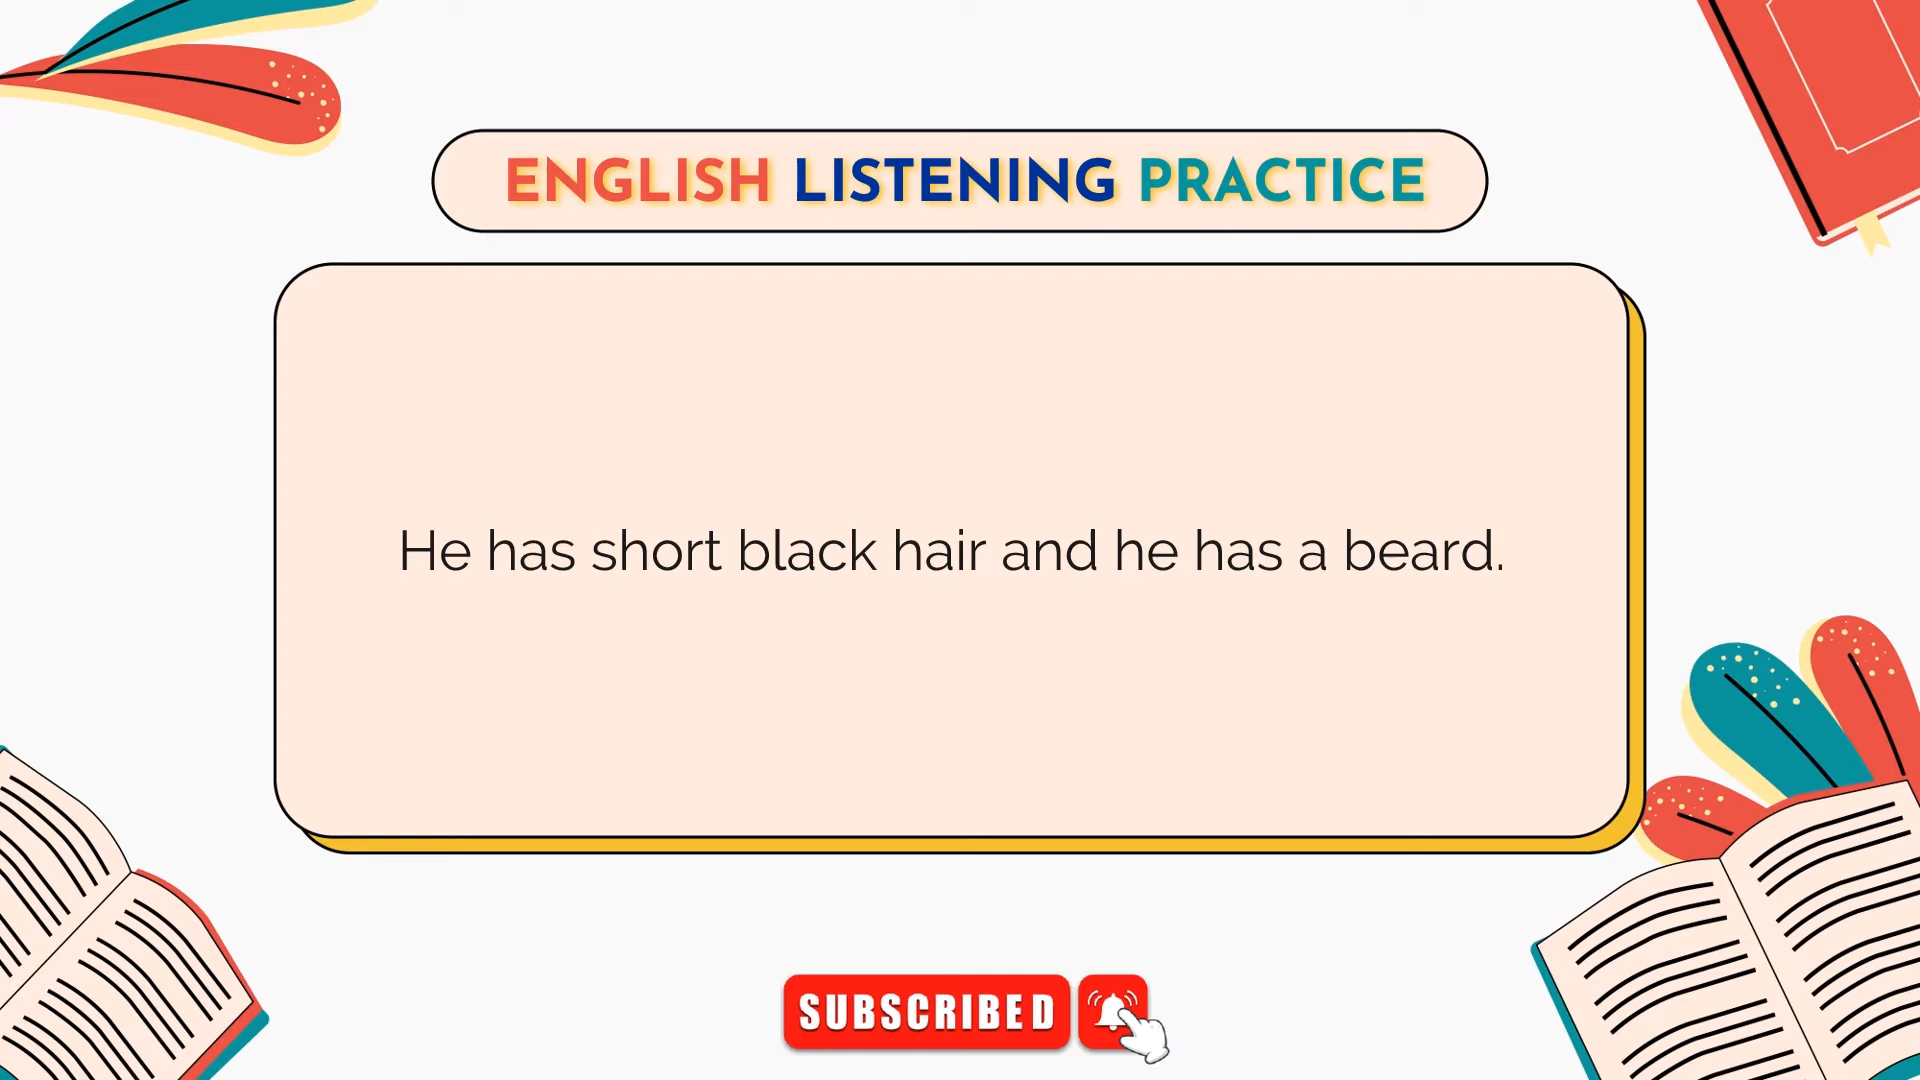 ENGLISH LISTENING PRACTICE
He has short black hair and he has a beard.
SUBSCRIBED